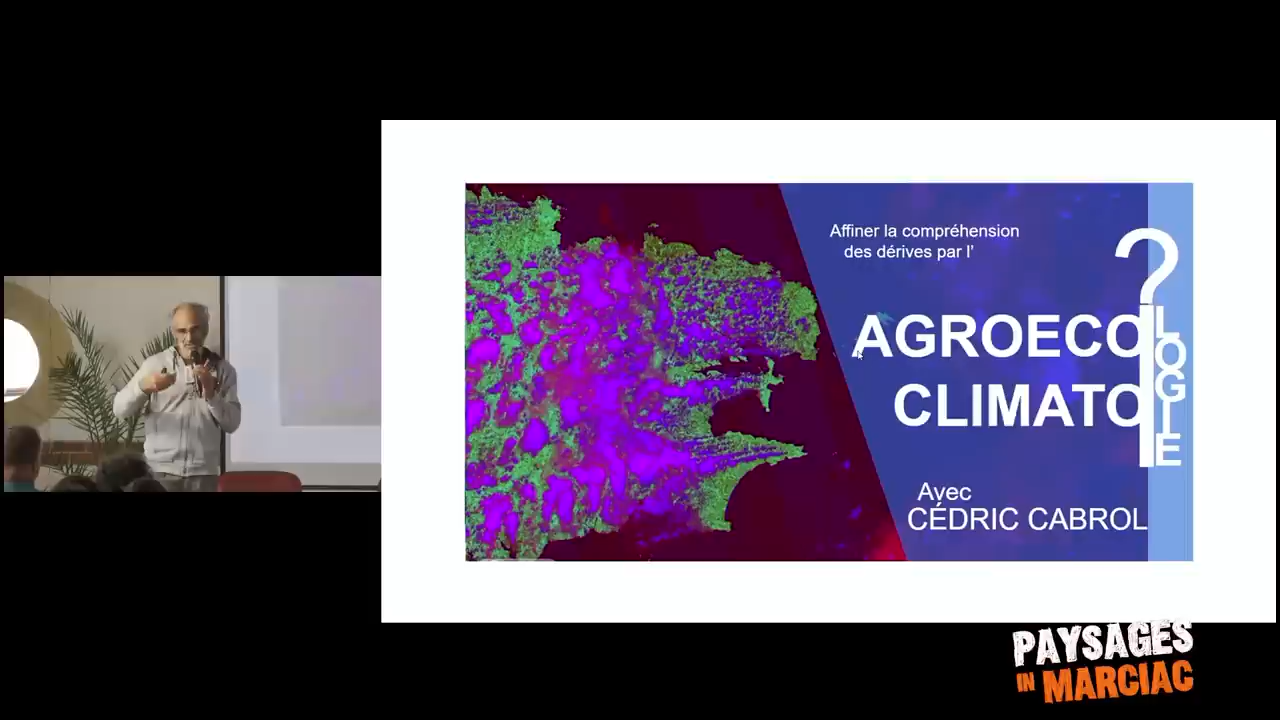 Affiner la compréhension
des dérives par l'
?
AGROECO
CLIMATO
LOGIE
Avec
CÉDRIC CABROL
PAYSAGES
IN MARCIAC